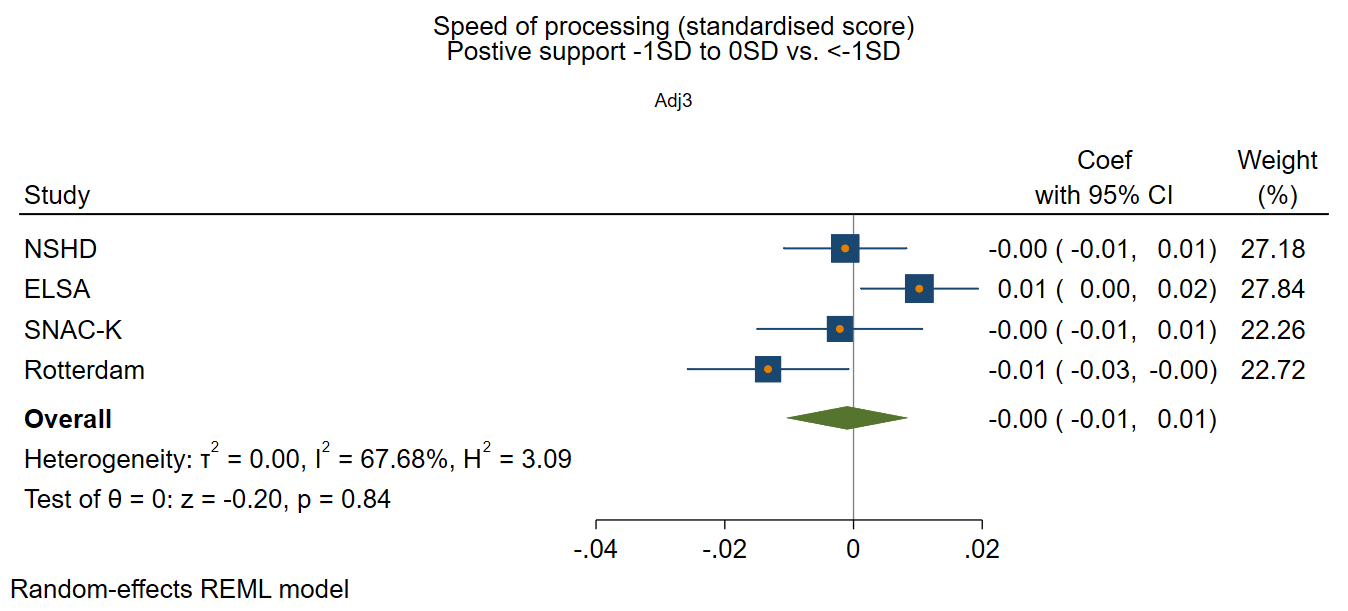 Speed of processing (standardised score)
Postive support -1SD to 0SD vs. <-1SD
Adj3
Coef Weight
Study with 95% CI (%)
NSHD -0.00 ( -0.01, 0.01) 27.18
ELSA 0.01 ( 0.00, 0.02) 27.84
SNAC-K -0.00 ( -0.01, 0.01) 22.26
Rotterdam -0.01 ( -0.03, -0.00) 22.72
Overall -0.00 ( -0.01, 0.01)
Heterogeneity: τ² = 0.00, I² = 67.68%, H² = 3.09
Test of θ = 0: z = -0.20, p = 0.84
-.04 -.02 0 .02
Random-effects REML model